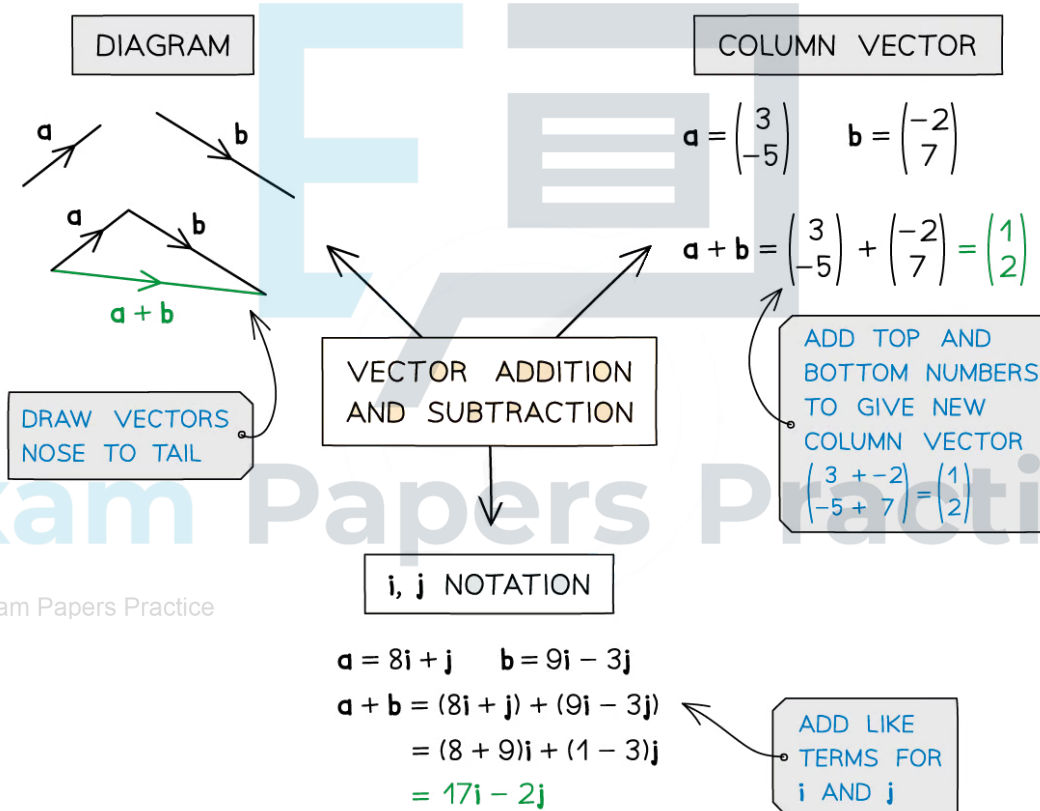 DIAGRAM
a
b
a
b
a + b
DRAW VECTORS
NOSE TO TAIL
COLUMN VECTOR
a = (3 −5) b = (−2 7)
a + b = (3 −5) + (−2 7) = (1 2)
ADD TOP AND
BOTTOM NUMBERS
TO GIVE NEW
COLUMN VECTOR
(3 + −2 −5 + 7) = (1 2)
VECTOR ADDITION
AND SUBTRACTION
i, j NOTATION
a = 8i + j b = 9i − 3j
a + b = (8i + j) + (9i − 3j)
= (8 + 9)i + (1 − 3)j
= 17i − 2j
ADD LIKE
TERMS FOR
i AND j
am Papers Practice
xam Papers Practi